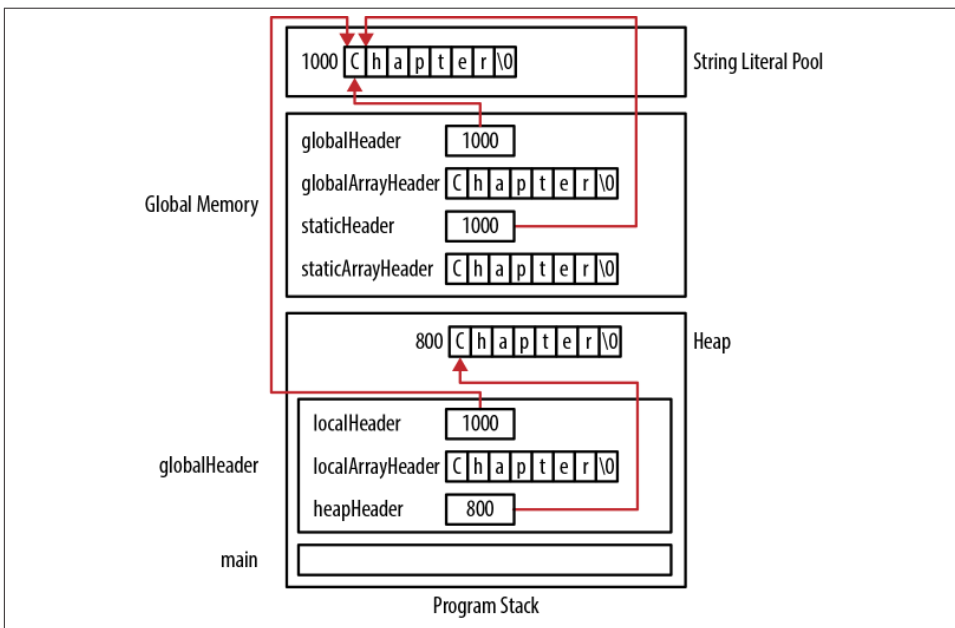 1000 C h a p t e r \0 String Literal Pool
globalHeader 1000
globalArrayHeader C h a p t e r \0
Global Memory
staticHeader 1000
staticArrayHeader C h a p t e r \0
800 C h a p t e r \0 Heap
localHeader 1000
globalHeader localArrayHeader C h a p t e r \0
heapHeader 800
main
Program Stack